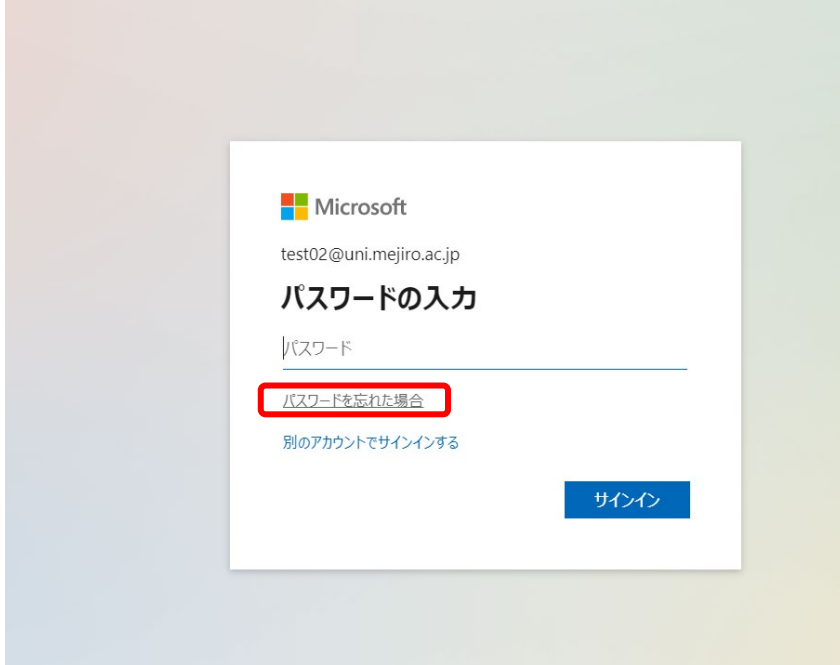 Microsoft
test02@uni.mejiro.ac.jp
パスワードの入力
パスワード
パスワードを忘れた場合
別のアカウントでサインインする
サインイン